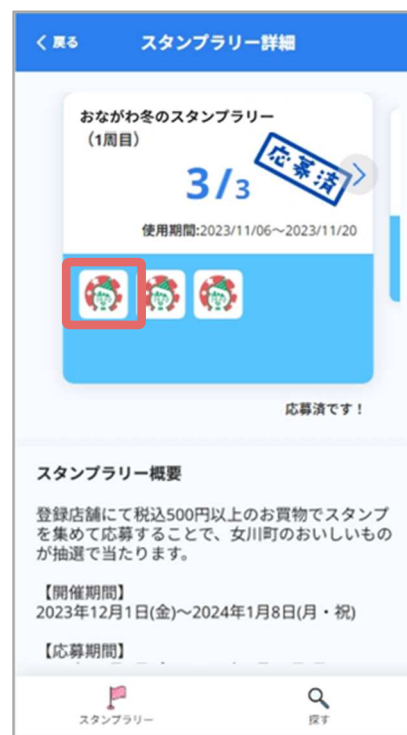 戻る
スタンプラリー詳細
おながわ冬のスタンプラリー
（1周目）
応募済
3/3
使用期間:2023/11/06～2023/11/20
応募済です！
スタンプラリー概要
登録店舗にて税込500円以上のお買物でスタンプ
を集めて応募することで、女川町のおいしいもの
が抽選で当たります。
【開催期間】
2023年12月1日(金)～2024年1月8日(月・祝)
【応募期間】
スタンプラリー
探す